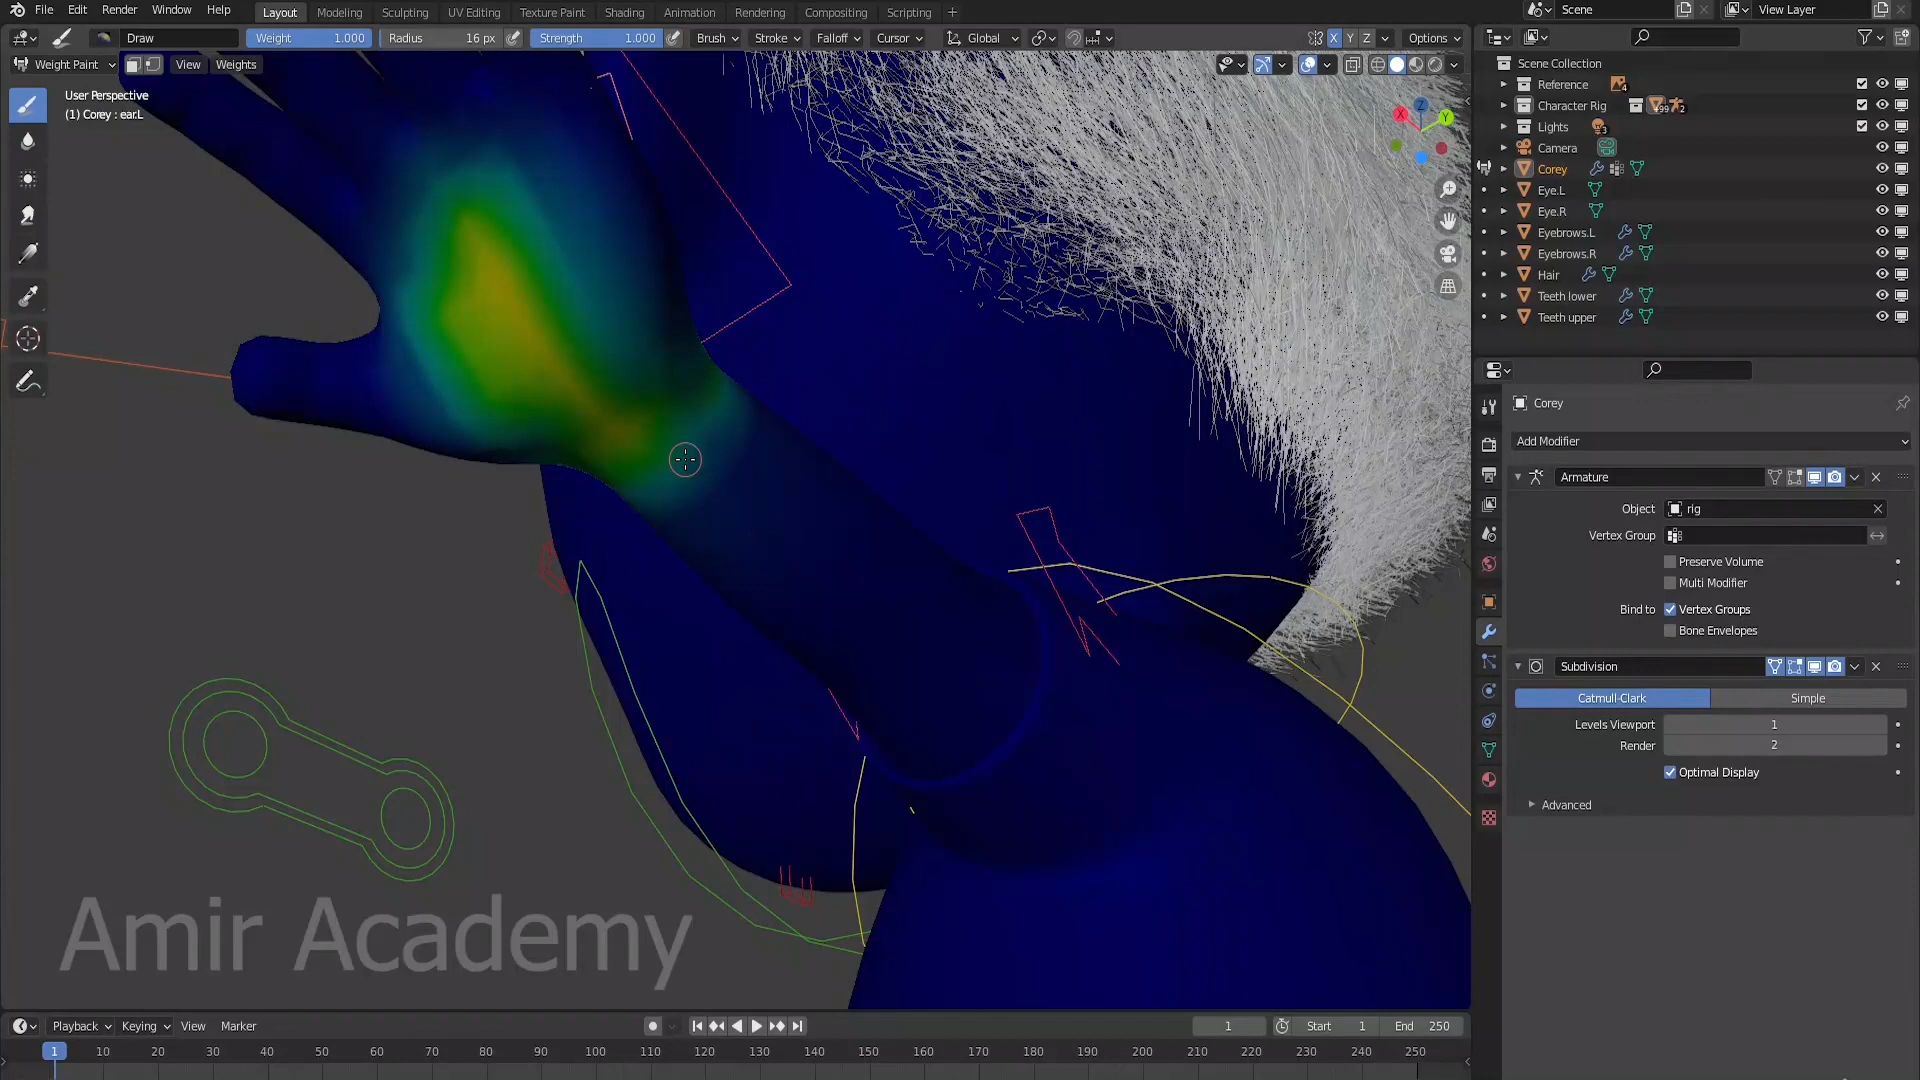 File Edit Render Window Help Layout Modeling Sculpting UV Editing Texture Paint Shading Animation Rendering Compositing Scripting + Scene View Layer
Draw Weight 1.000 Radius 16 px Strength 1.000 Brush Stroke Falloff Cursor Global X Y Z Options
Weight Paint View Weights
User Perspective
(1) Corey : ear.L
X Y Z
Scene Collection
Reference 4
Character Rig +99 2
Lights 3
Camera
Corey
Eye.L
Eye.R
Eyebrows.L
Eyebrows.R
Hair
Teeth lower
Teeth upper
Corey
Add Modifier
Armature
Object rig
Vertex Group
Preserve Volume
Multi Modifier
Bind to Vertex Groups
Bone Envelopes
Subdivision
Catmull-Clark Simple
Levels Viewport 1
Render 2
Optimal Display
Advanced
Amir Academy
Playback Keying View Marker 1 Start 1 End 250
1 10 20 30 40 50 60 70 80 90 100 110 120 130 140 150 160 170 180 190 200 210 220 230 240 250